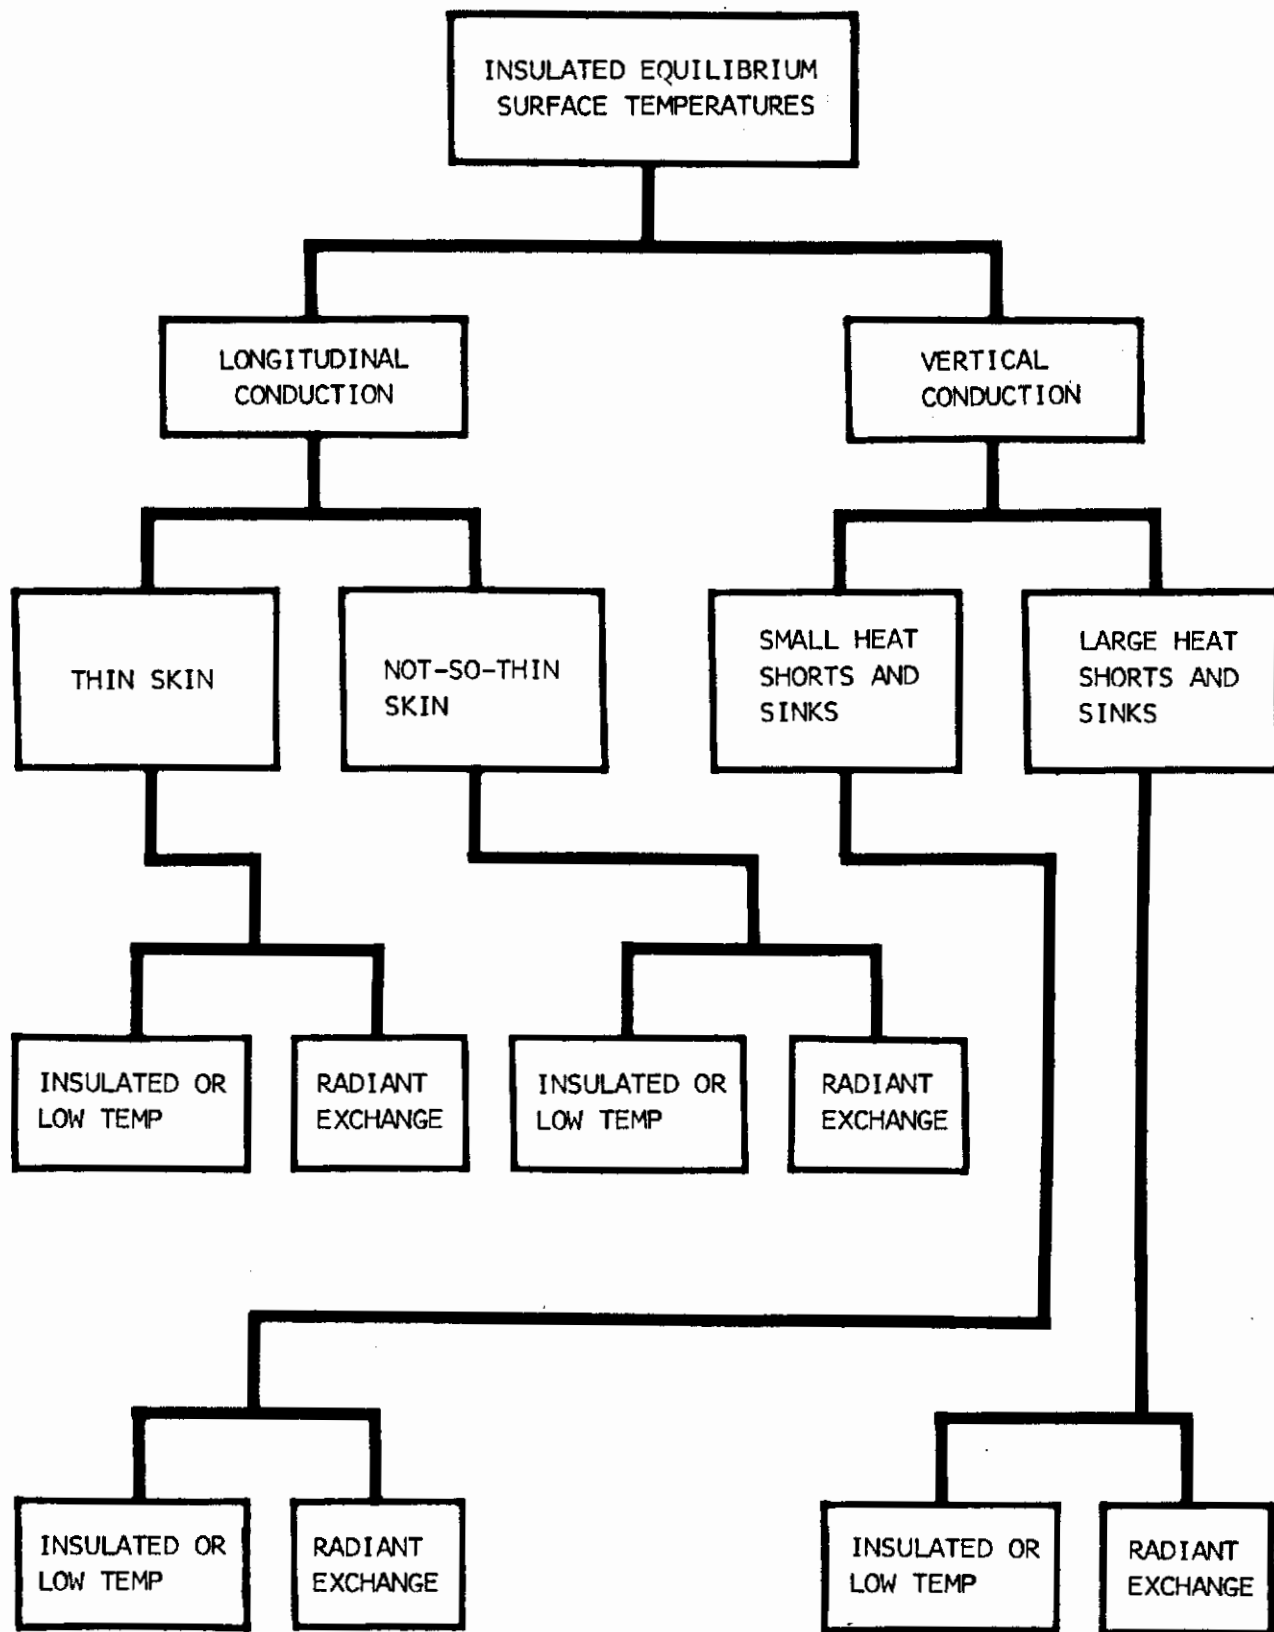 INSULATED EQUILIBRIUM
SURFACE TEMPERATURES
LONGITUDINAL
CONDUCTION
VERTICAL
CONDUCTION
THIN SKIN
NOT-SO-THIN
SKIN
SMALL HEAT
SHORTS AND
SINKS
LARGE HEAT
SHORTS AND
SINKS
INSULATED OR
LOW TEMP
RADIANT
EXCHANGE
INSULATED OR
LOW TEMP
RADIANT
EXCHANGE
INSULATED OR
LOW TEMP
RADIANT
EXCHANGE
INSULATED OR
LOW TEMP
RADIANT
EXCHANGE